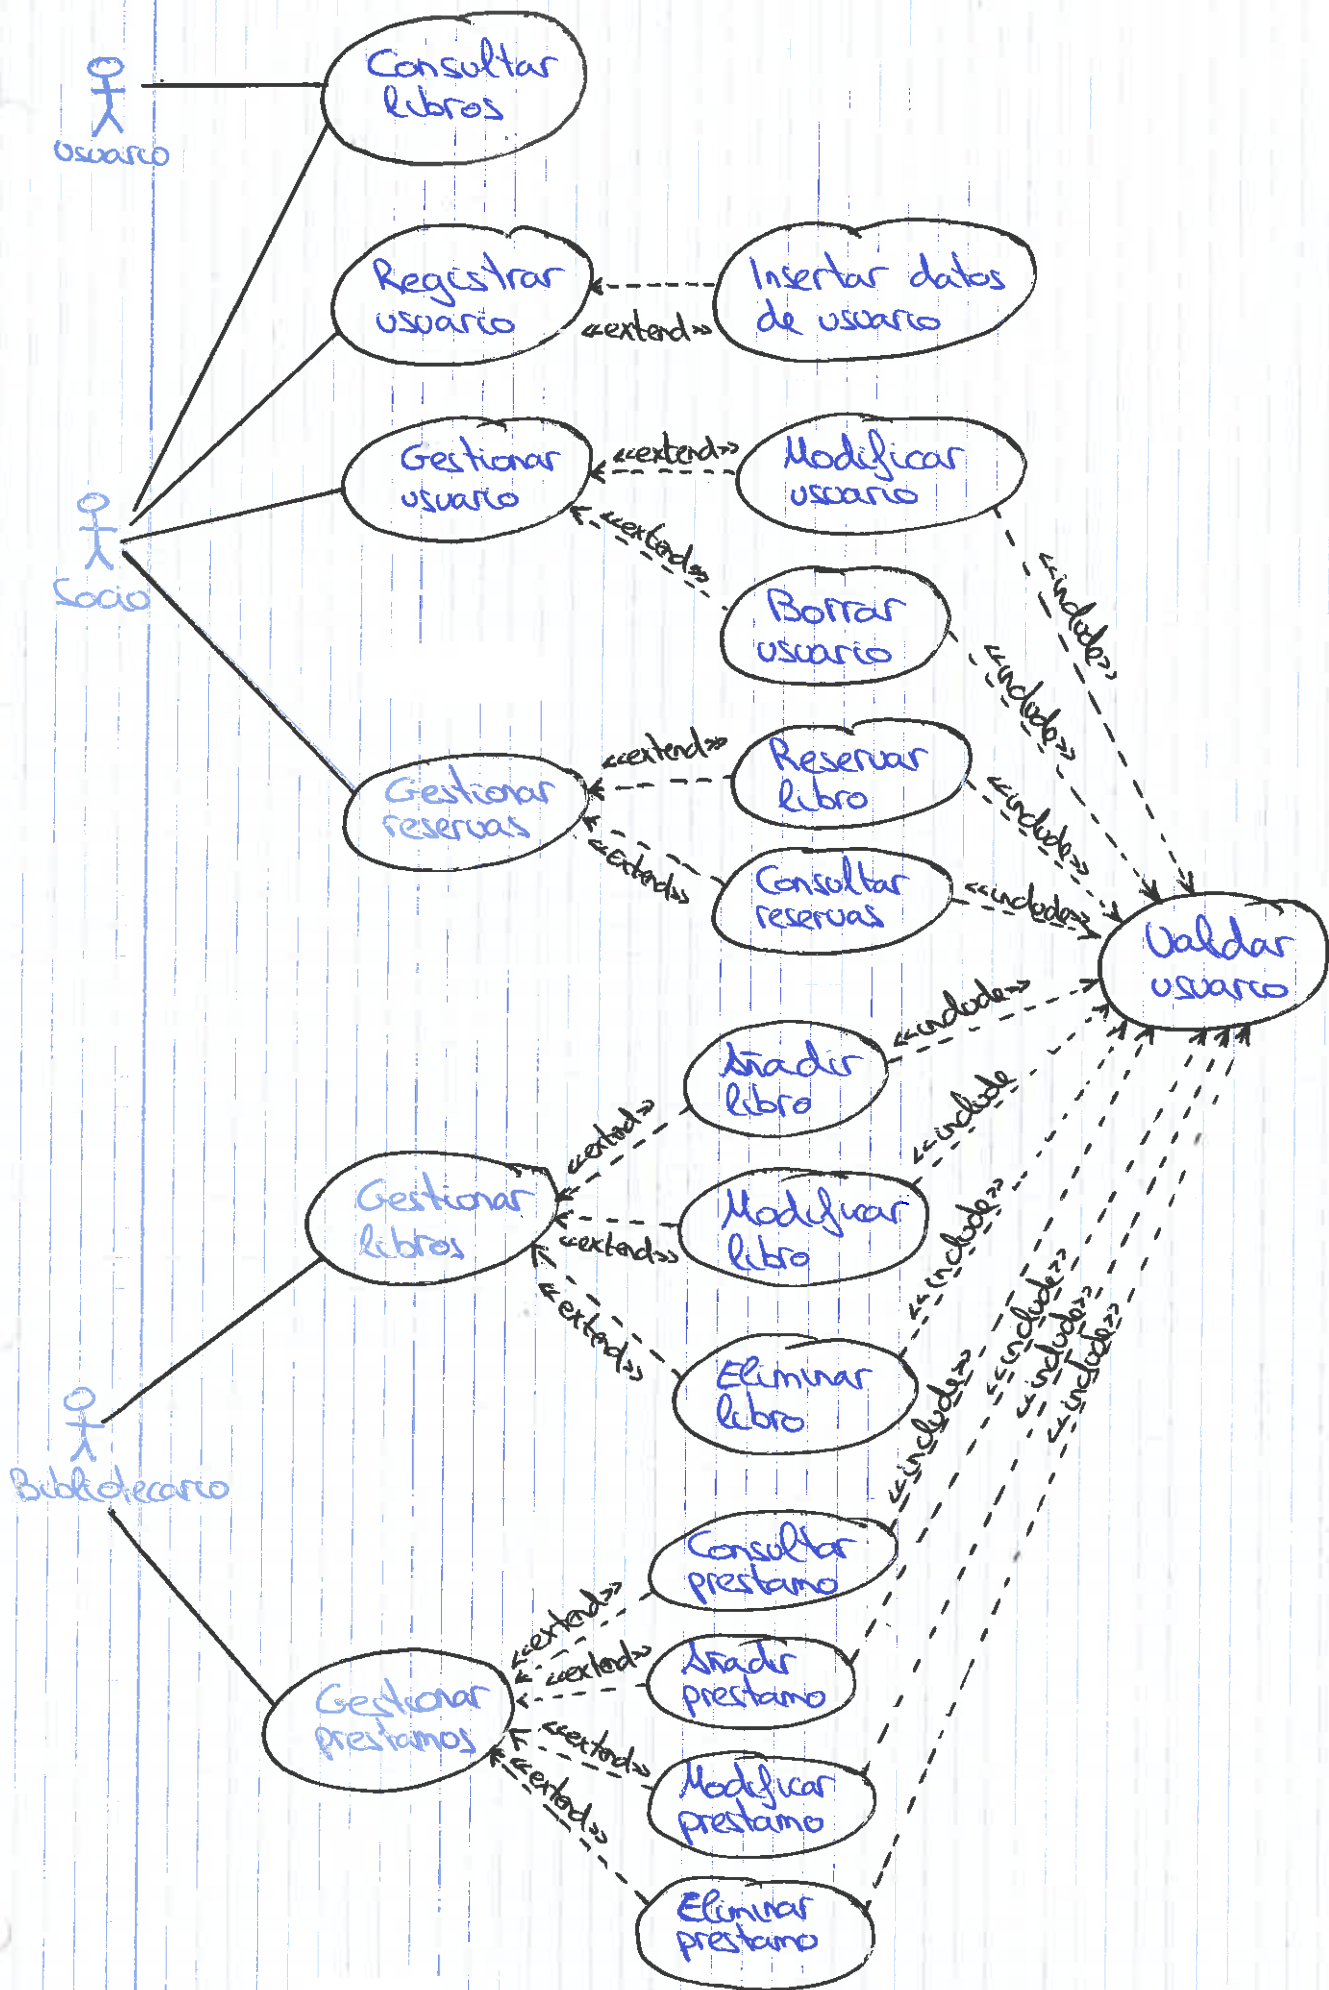 Consultar
libros
Usuario
Registrar
usuario
Insertar datos
de usuario
<<extend>>
Gestionar
usuario
<<extend>>
Modificar
usuario
<<extend>>
<<include>>
Socio
Borrar
usuario
<<include>>
<<extend>>
Reservar
libro
Gestionar
reservas
<<include>>
<<extend>>
Consultar
reservas
<<include>>
Valdar
usuario
<<include>>
Añadir
libro
<<extend>>
<<include
Gestionar
libros
Modificar
libro
<<extend>>
<<include>>
<<extend>>
Eliminar
libro
<<include>>
<<include>>
<<include>>
<<include>>
Bibliotecario
Consultar
prestamo
<<extend>>
<<extend>>
Añadir
prestamo
Gestionar
prestamos
<<extend>>
Modificar
prestamo
<<extend>>
Eliminar
prestamo